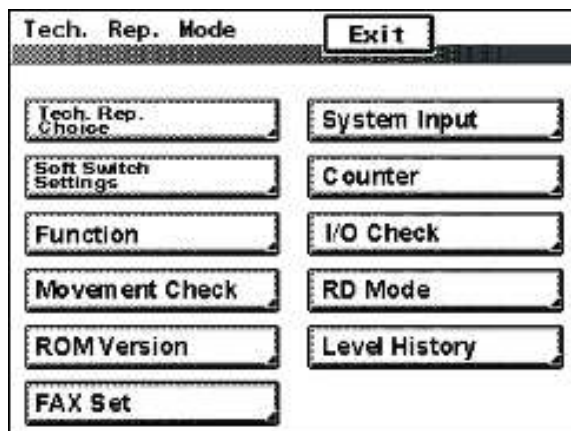 Tech. Rep. Mode
Exit
Tech. Rep.
Choice
System Input
Soft Switch
Settings
Counter
Function
I/O Check
Movement Check
RD Mode
ROM Version
Level History
FAX Set